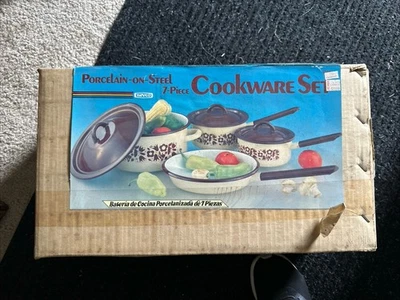 Porcelain-on-Steel
7-Piece Cookware Set
Bateria de Cocina Porcelanizada de 7 Piezas